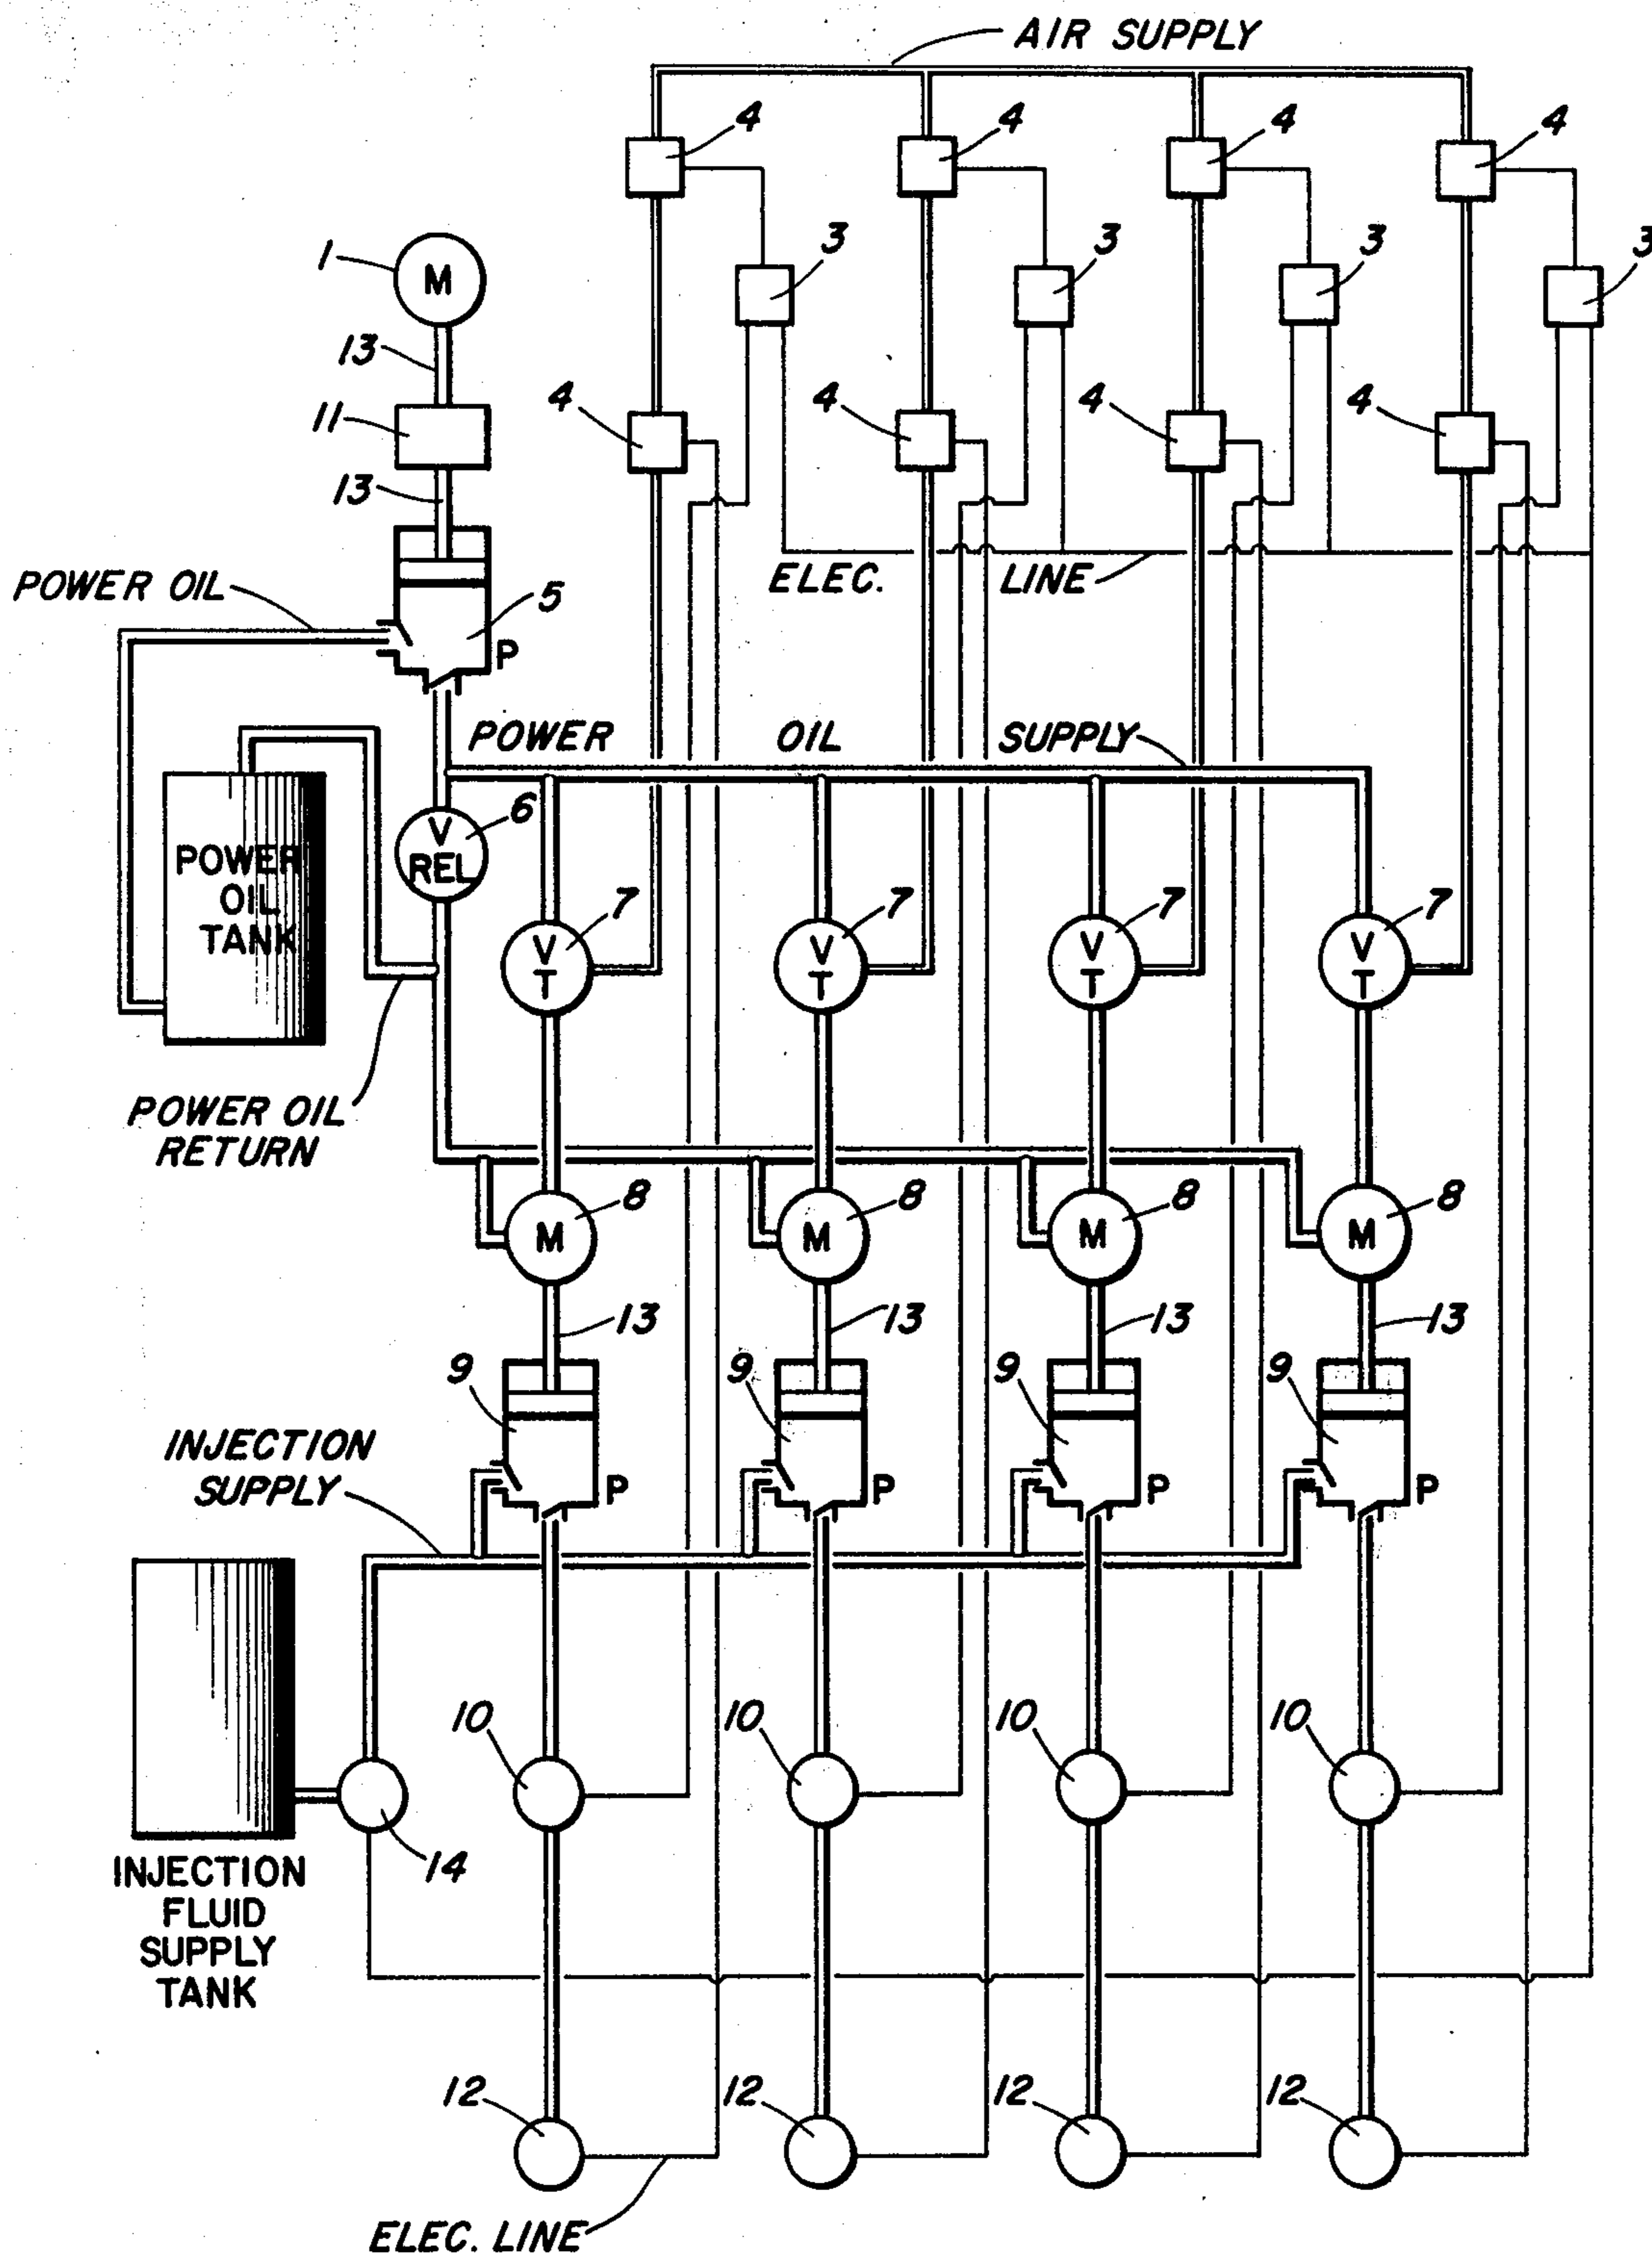 AIR SUPPLY
4 4 4 4
3 3 3 3
1 M
13
11
4 4 4 4
13
ELEC. LINE
POWER OIL
5
P
POWER OIL SUPPLY
6
V
REL
POWER
OIL
TANK
7 7 7 7
V V V V
T T T T
POWER OIL
RETURN
8 8 8 8
M M M M
13 13 13 13
9 9 9 9
INJECTION
SUPPLY
P P P P
10 10 10 10
14
INJECTION
FLUID
SUPPLY
TANK
12 12 12 12
ELEC. LINE